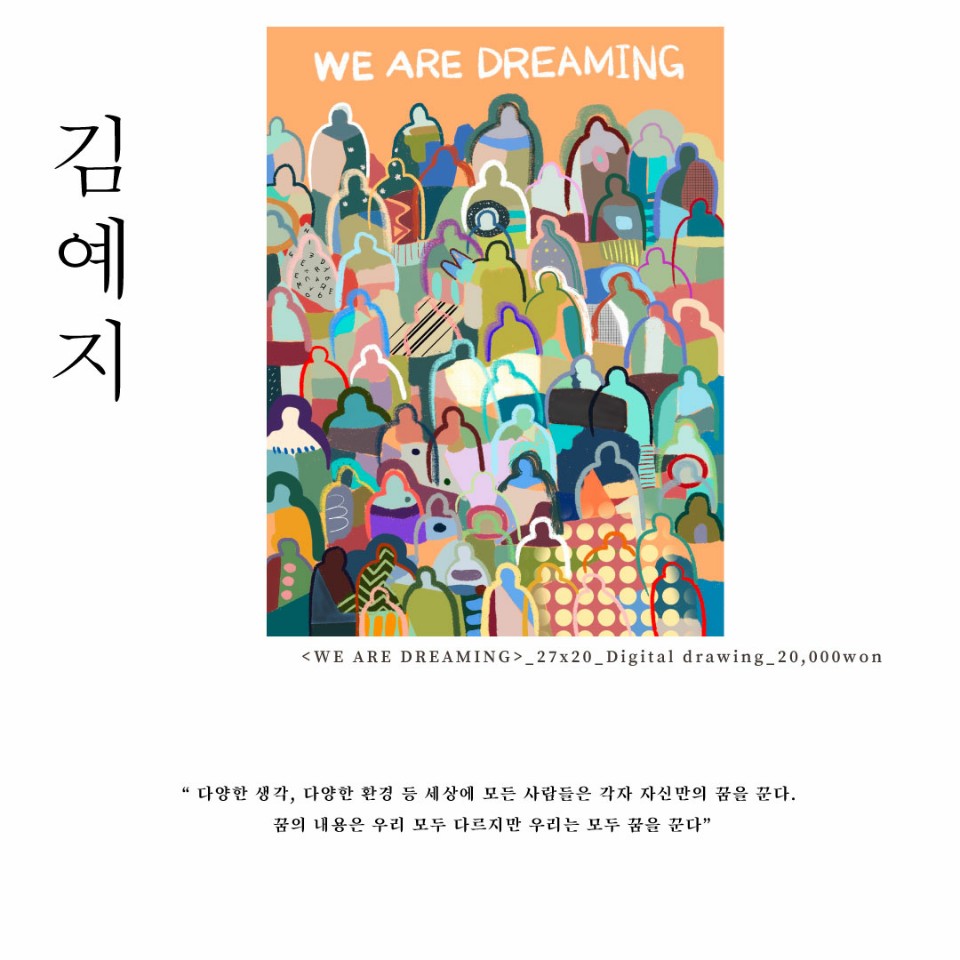 WE ARE DREAMING
김예지
<WE ARE DREAMING>_27x20_Digital drawing_20,000won
“ 다양한 생각, 다양한 환경 등 세상에 모든 사람들은 각자 자신만의 꿈을 꾼다.
꿈의 내용은 우리 모두 다르지만 우리는 모두 꿈을 꾼다”